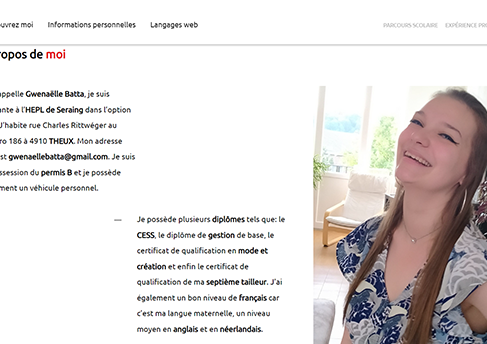 ouvrez moi Informations personnelles Langages web PARCOURS SCOLAIRE EXPÉRIENCE PRO
ropos de moi
appelle Gwenaëlle Batta, je suis
ante à l'HEPL de Seraing dans l'option
J'habite rue Charles Rittwéger au
ro 186 à 4910 THEUX. Mon adresse
est gwenaellebatta@gmail.com. Je suis
ossession du permis B et je possède
ment un véhicule personnel.
— Je possède plusieurs diplômes tels que: le
CESS, le diplôme de gestion de base, le
certificat de qualification en mode et
création et enfin le certificat de
qualification de ma septième tailleur. J'ai
également un bon niveau de français car
c'est ma langue maternelle, un niveau
moyen en anglais et en néerlandais.